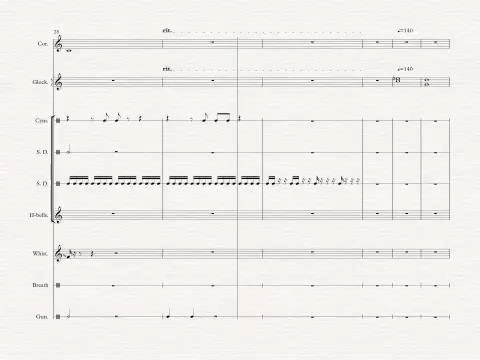 28
rit.
♩=140
Cor.
rit.
♩=140
Glock.
Cym.
S. D.
S. D.
H-bells.
Whist.
Breath
Gun.